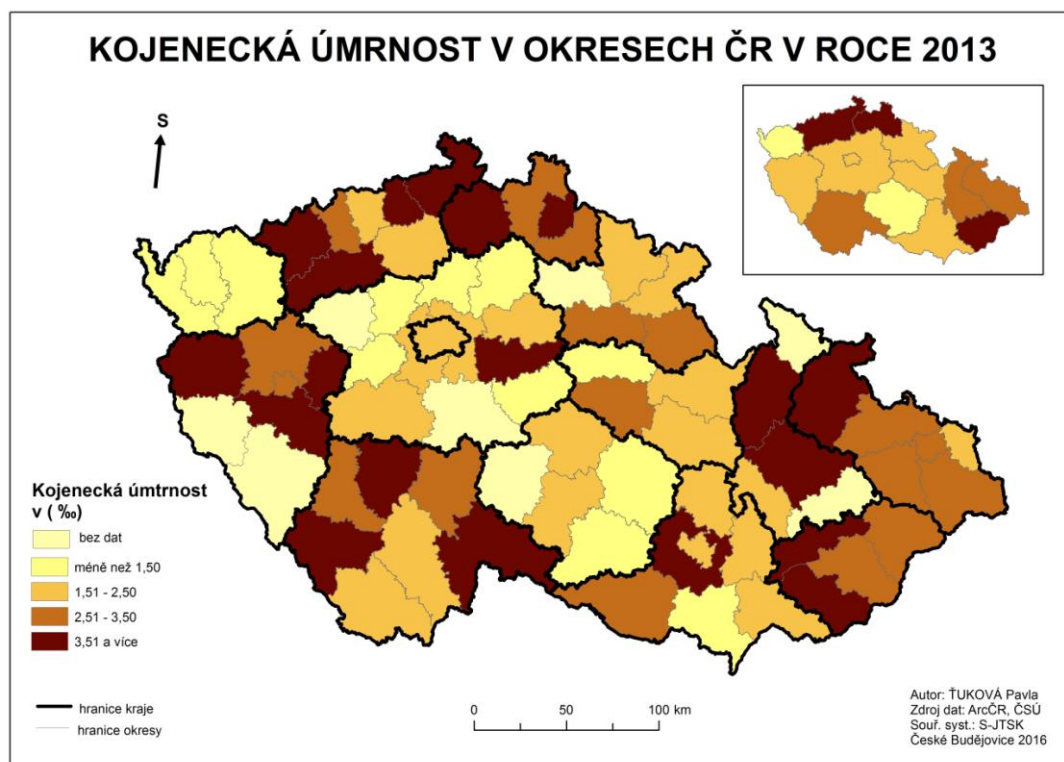 KOJENECKÁ ÚMRNOST V OKRESECH ČR V ROCE 2013
S
Kojenecká úmtrnost
v ( ‰)
bez dat
méně než 1,50
1,51 - 2,50
2,51 - 3,50
3,51 a více
hranice kraje
hranice okresy
0 50 100 km
Autor: ŤUKOVÁ Pavla
Zdroj dat: ArcČR, ČSÚ
Souř. syst.: S-JTSK
České Budějovice 2016